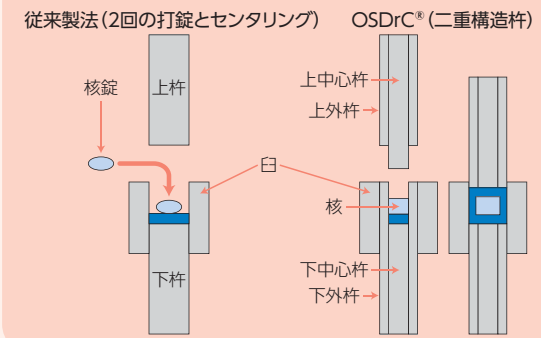 従来製法(2回の打錠とセンタリング)
OSDrC®(二重構造杵)
核錠
上杵
臼
下杵
上中心杵
上外杵
核
下中心杵
下外杵